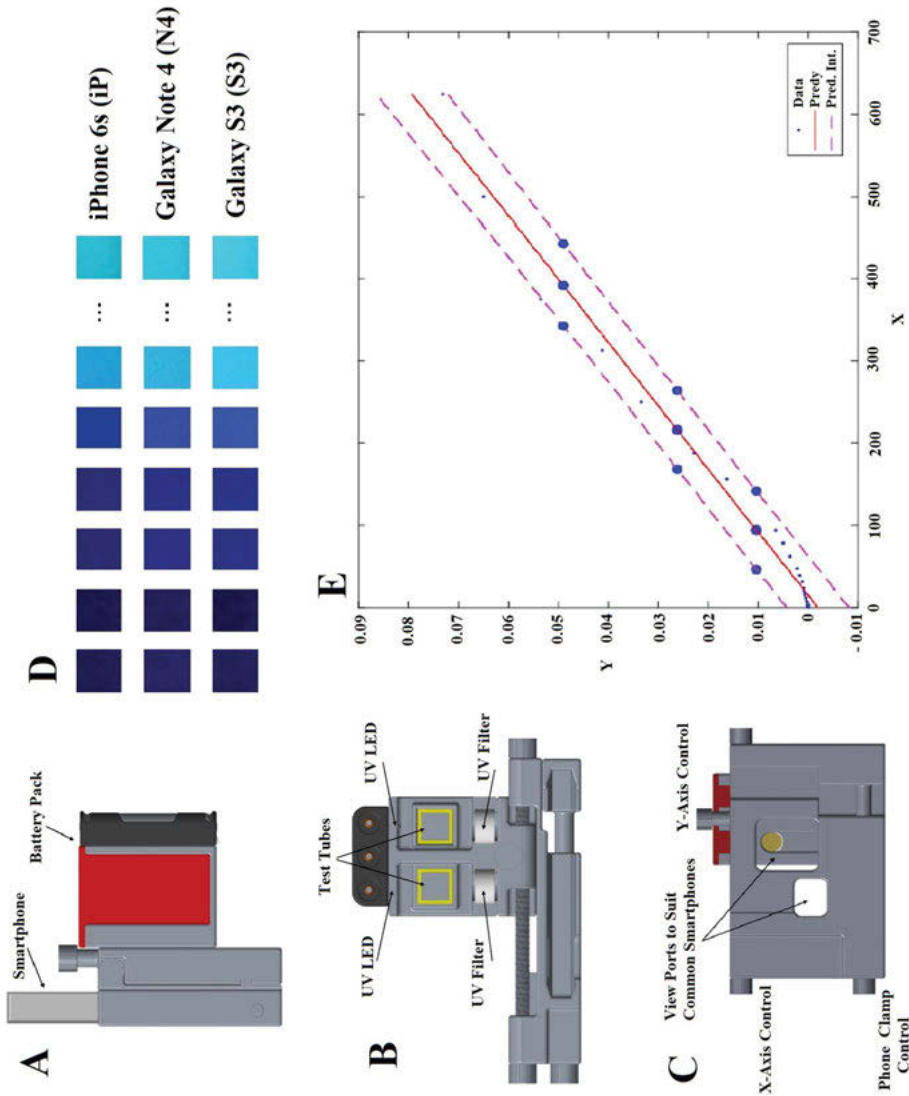 A
Smartphone
Battery Pack
B
Test Tubes
UV LED
UV LED
UV Filter
UV Filter
C
View Ports to Suit
Common Smartphones
Y-Axis Control
X-Axis Control
Phone Clamp
Control
D
iPhone 6s (iP)
...
Galaxy Note 4 (N4)
...
Galaxy S3 (S3)
...
E
0.09
0.08
0.07
0.06
0.05
0.04
0.03
0.02
0.01
0
- 0.01
Y
0
100
200
300
400
500
600
700
X
Data
Predy
Pred. Int.